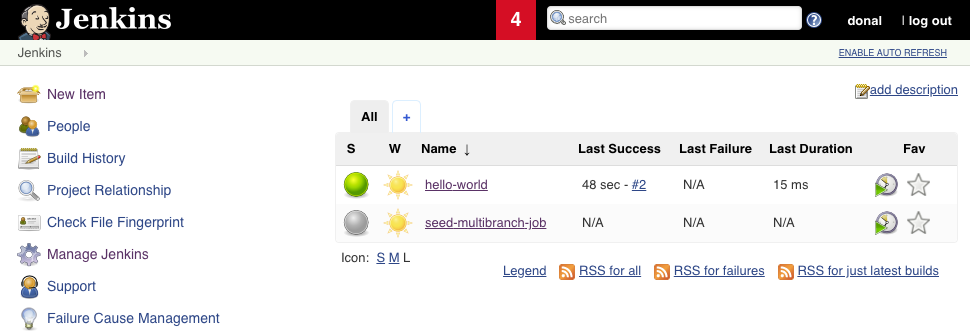 Jenkins
4
search
donal
| log out
Jenkins
ENABLE AUTO REFRESH
New Item
People
Build History
Project Relationship
Check File Fingerprint
Manage Jenkins
Support
Failure Cause Management
add description
All
+
S W Name ↓ Last Success Last Failure Last Duration Fav
hello-world 48 sec - #2 N/A 15 ms
seed-multibranch-job N/A N/A N/A
Icon: S M L
Legend RSS for all RSS for failures RSS for just latest builds